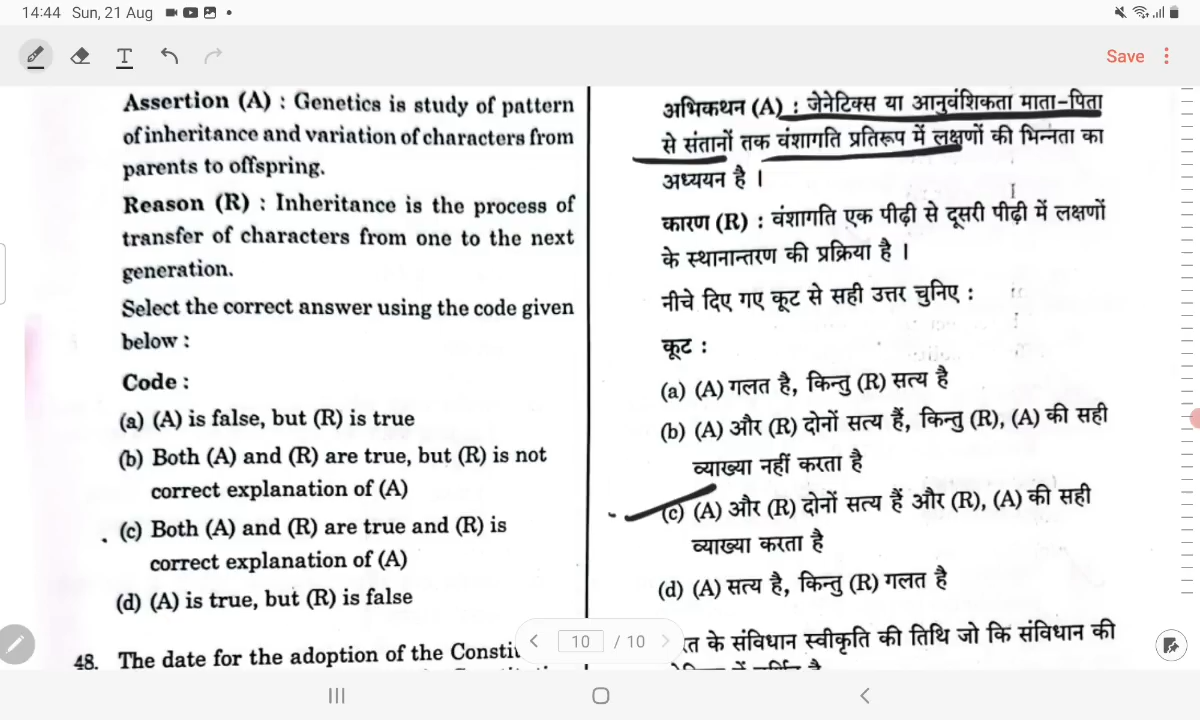 14:44 Sun, 21 Aug
T
Save
Assertion (A) : Genetics is study of pattern
of inheritance and variation of characters from
parents to offspring.
Reason (R) : Inheritance is the process of
transfer of characters from one to the next
generation.
Select the correct answer using the code given
below :
Code :
(a) (A) is false, but (R) is true
(b) Both (A) and (R) are true, but (R) is not
correct explanation of (A)
(c) Both (A) and (R) are true and (R) is
correct explanation of (A)
(d) (A) is true, but (R) is false
48. The date for the adoption of the
अभिकथन (A) : जेनेटिक्स या आनुवंशिकता माता-पिता
से संतानों तक वंशागति प्रतिरूप में लक्षणों की भिन्नता का
अध्ययन है ।
कारण (R) : वंशागति एक पीढ़ी से दूसरी पीढ़ी में लक्षणों
के स्थानान्तरण की प्रक्रिया है ।
नीचे दिए गए कूट से सही उत्तर चुनिए :
कूट :
(a) (A) गलत है, किन्तु (R) सत्य है
(b) (A) और (R) दोनों सत्य हैं, किन्तु (R), (A) की सही
व्याख्या नहीं करता है
(c) (A) और (R) दोनों सत्य हैं और (R), (A) की सही
व्याख्या करता है
(d) (A) सत्य है, किन्तु (R) गलत है
के संविधान स्वीकृति की तिथि जो कि संविधान की
10 / 10